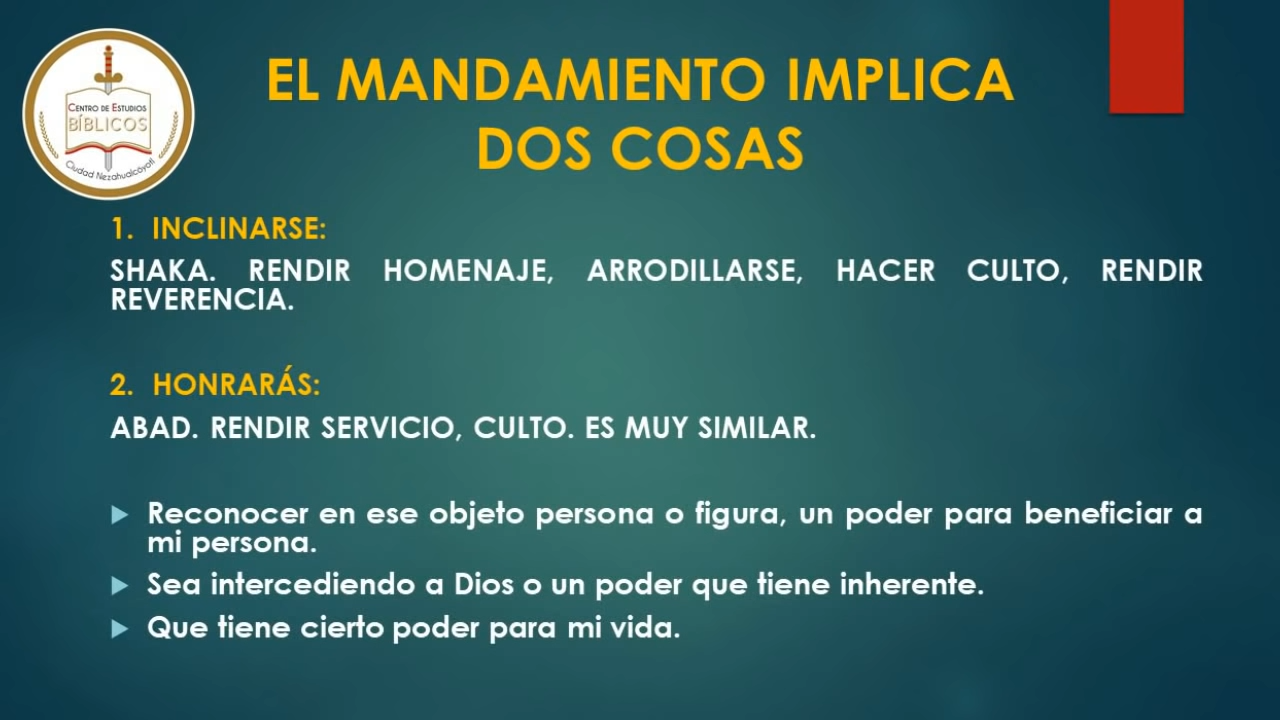 CENTRO DE ESTUDIOS
BÍBLICOS
Ciudad Nezahualcóyotl
EL MANDAMIENTO IMPLICA
DOS COSAS
1. INCLINARSE:
SHAKA. RENDIR HOMENAJE, ARRODILLARSE, HACER CULTO, RENDIR
REVERENCIA.
2. HONRARÁS:
ABAD. RENDIR SERVICIO, CULTO. ES MUY SIMILAR.
Reconocer en ese objeto persona o figura, un poder para beneficiar a
mi persona.
Sea intercediendo a Dios o un poder que tiene inherente.
Que tiene cierto poder para mi vida.